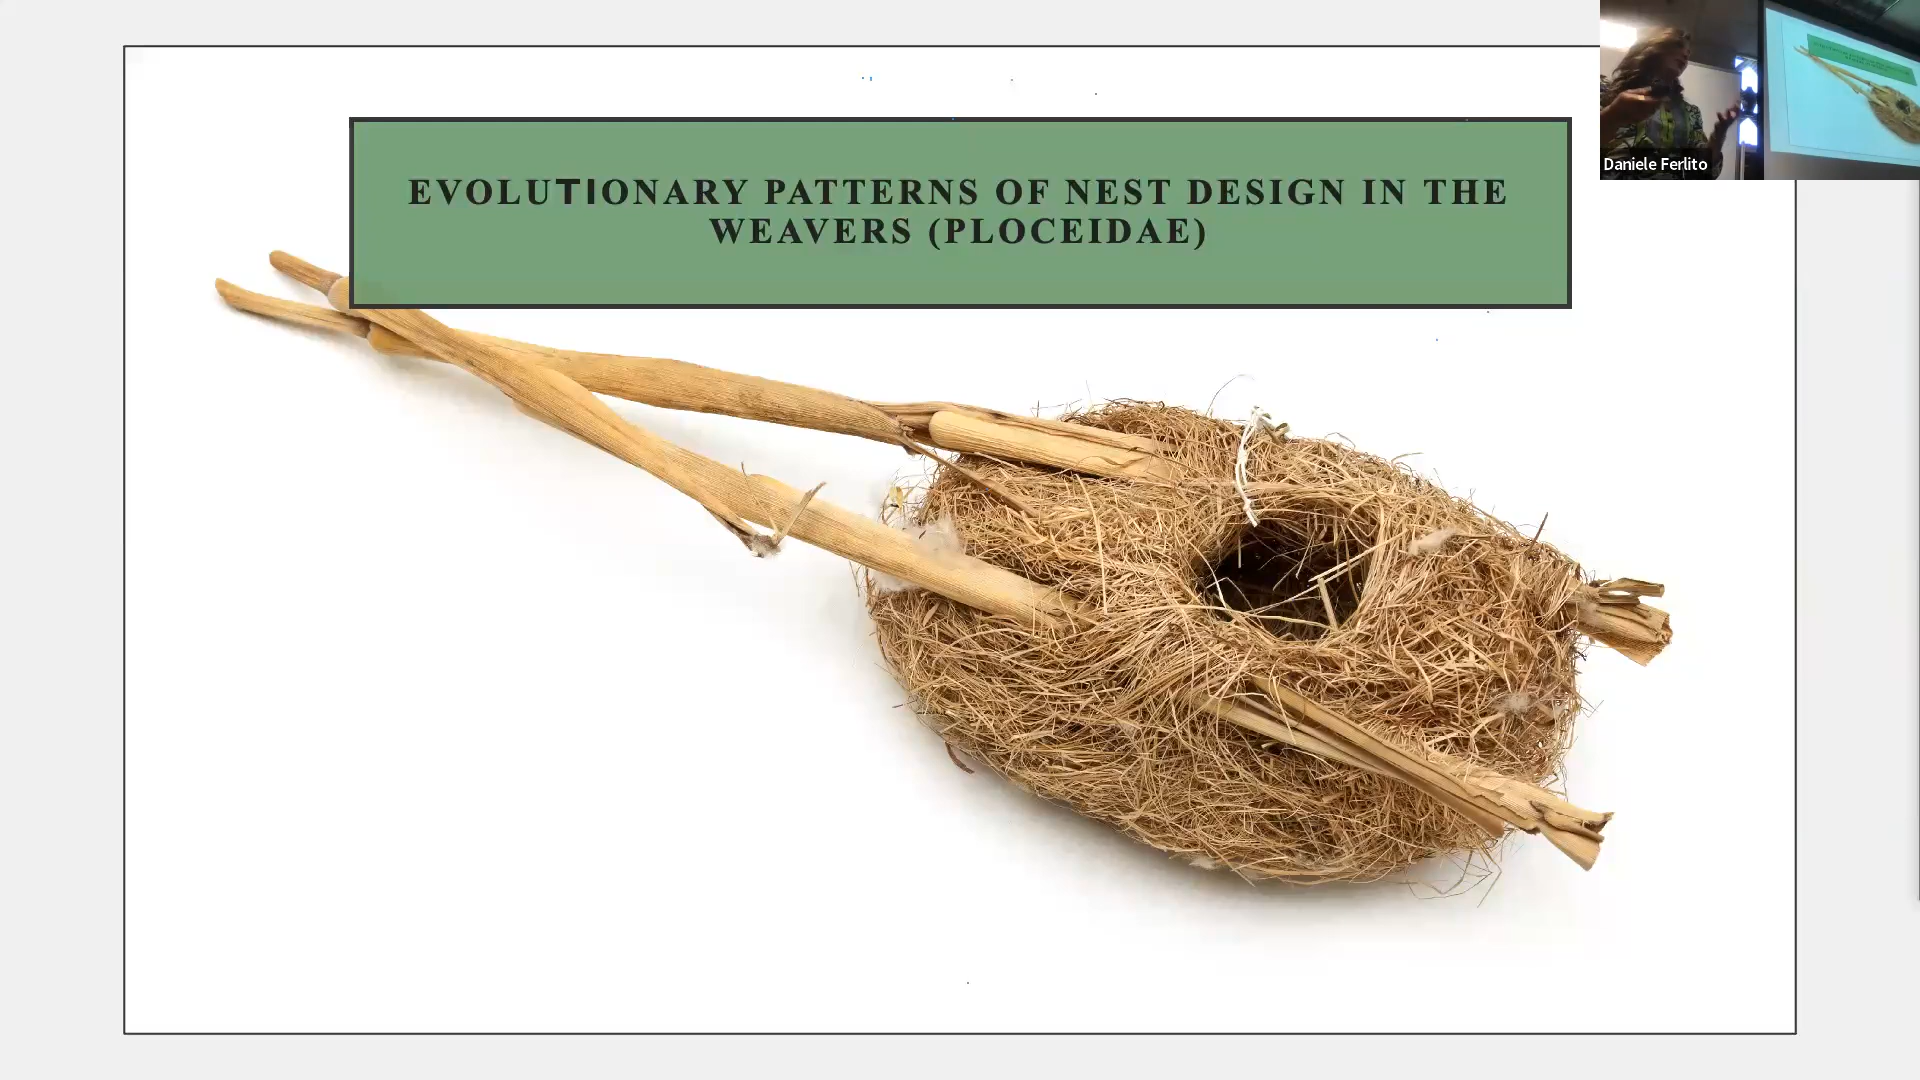 EVOLUTIONARY PATTERNS OF NEST DESIGN IN THE
WEAVERS (PLOCEIDAE)
Daniele Ferlito